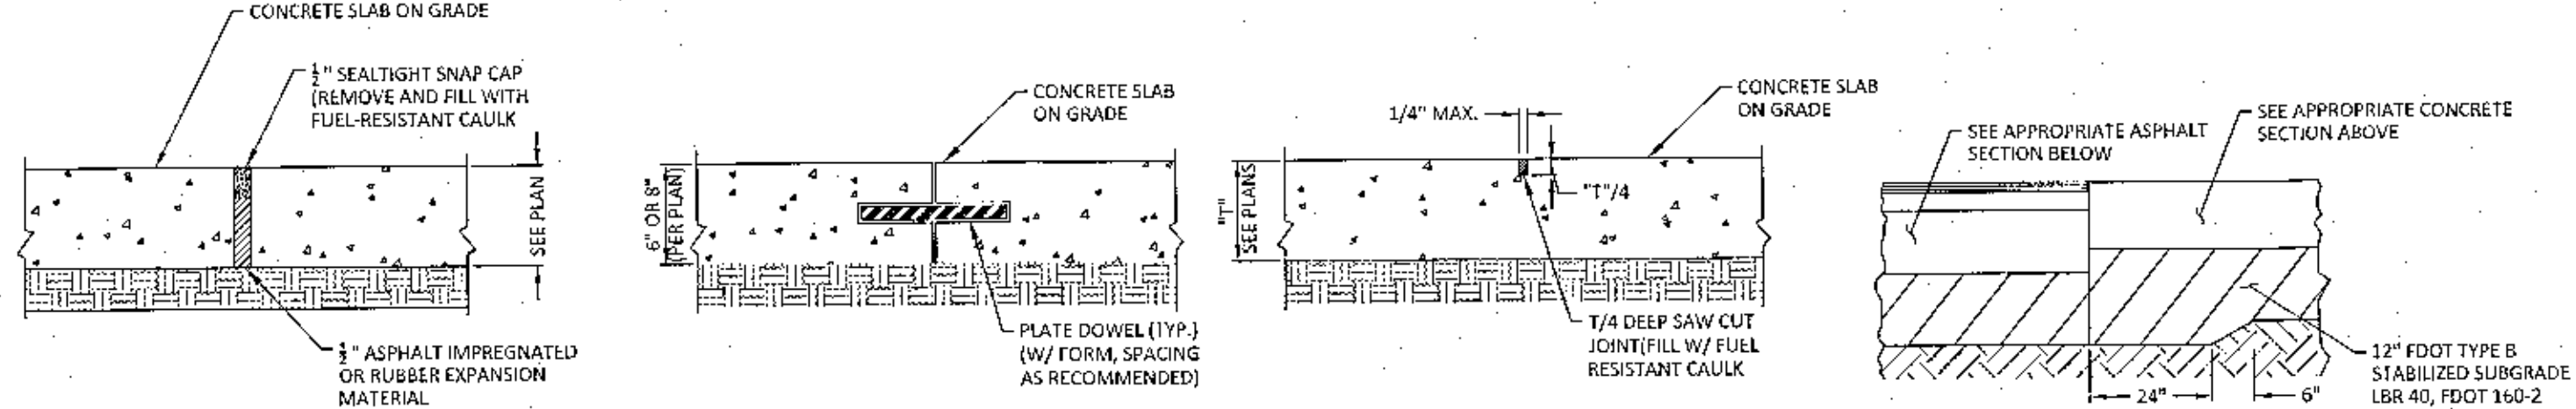 CONCRETE SLAB ON GRADE
1/2" SEALTIGHT SNAP CAP
(REMOVE AND FILL WITH
FUEL-RESISTANT CAULK
SEE PLAN
1/2" ASPHALT IMPREGNATED
OR RUBBER EXPANSION
MATERIAL
CONCRETE SLAB
ON GRADE
6" OR 8"
(PER PLAN)
PLATE DOWEL (TYP.)
(W/ FORM, SPACING
AS RECOMMENDED)
1/4" MAX.
CONCRETE SLAB
ON GRADE
"T"/4
"T"
SEE PLANS
T/4 DEEP SAW CUT
JOINT(FILL W/ FUEL
RESISTANT CAULK
SEE APPROPRIATE ASPHALT
SECTION BELOW
SEE APPROPRIATE CONCRETE
SECTION ABOVE
12" FDOT TYPE B
STABILIZED SUBGRADE
LBR 40, FDOT 160-2
24"
6"